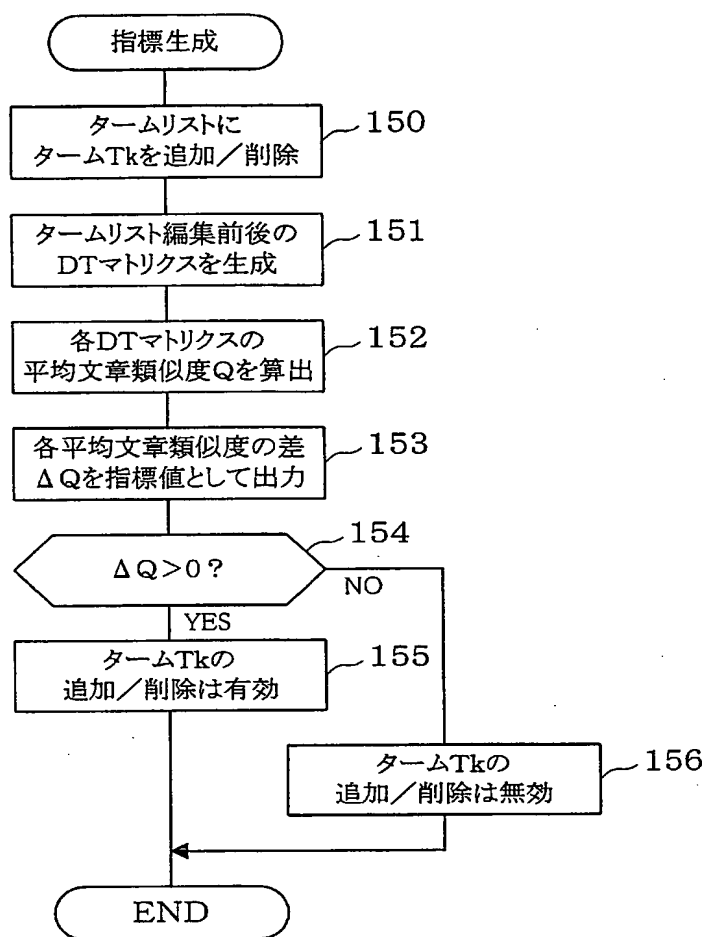 指標生成
タームリストに
タームTkを追加／削除
150
タームリスト編集前後の
DTマトリクスを生成
151
各DTマトリクスの
平均文章類似度Qを算出
152
各平均文章類似度の差
ΔQを指標値として出力
153
ΔQ＞0？
154
NO
YES
タームTkの
追加／削除は有効
155
タームTkの
追加／削除は無効
156
END